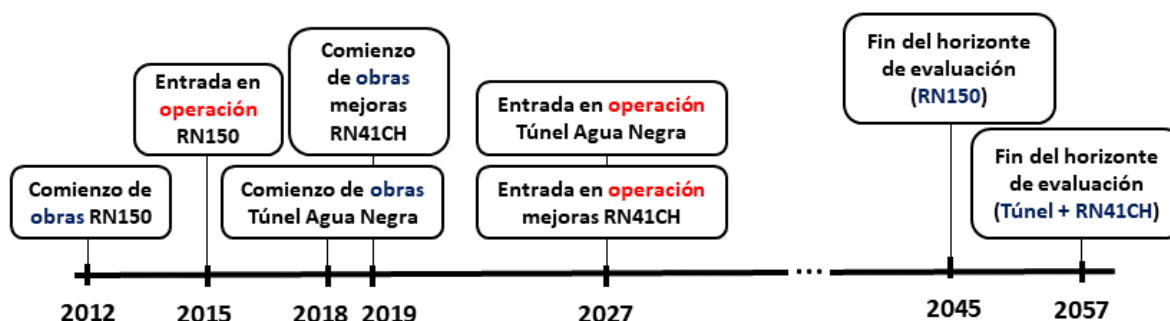 Comienzo de
obras RN150
Entrada en
operación
RN150
Comienzo
de obras
mejoras
RN41CH
Comienzo de obras
Túnel Agua Negra
Entrada en operación
Túnel Agua Negra
Entrada en operación
mejoras RN41CH
Fin del horizonte
de evaluación
(RN150)
Fin del horizonte
de evaluación
(Túnel + RN41CH)
...
2012
2015
2018
2019
2027
2045
2057